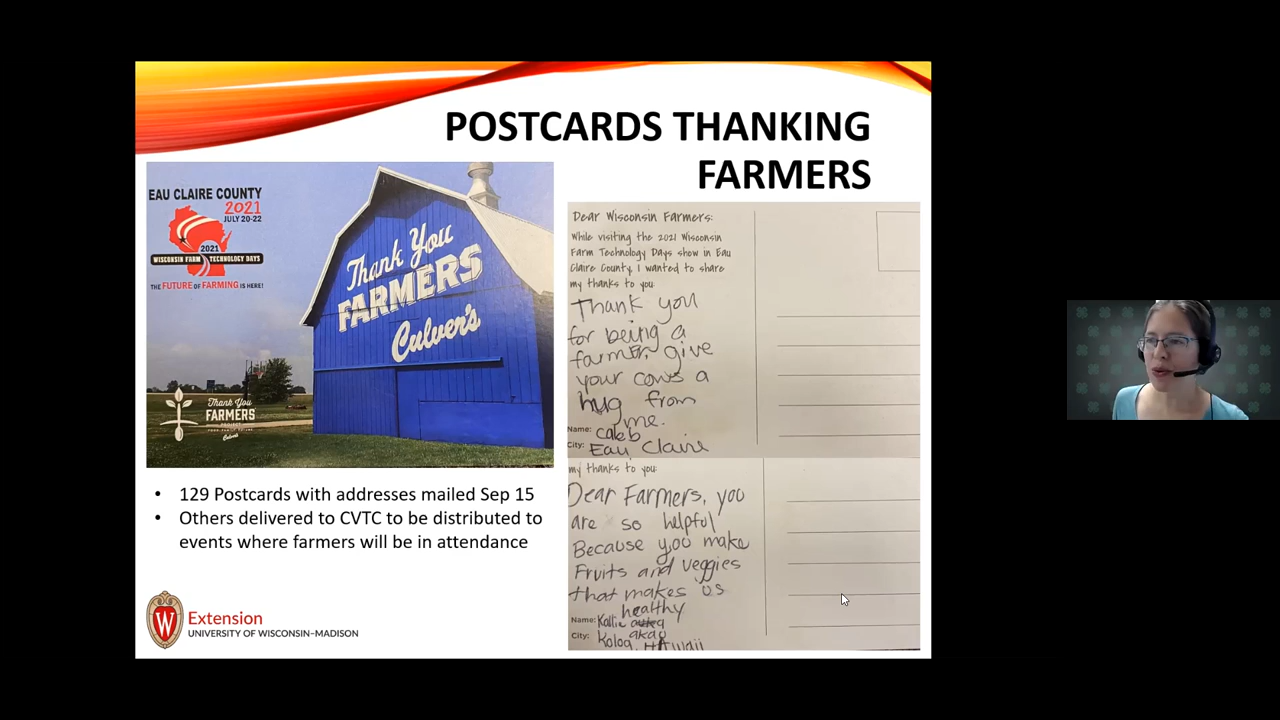 POSTCARDS THANKING
FARMERS
EAU CLAIRE COUNTY
2021
JULY 20-22
2021
WISCONSIN FARM TECHNOLOGY DAYS
THE FUTURE OF FARMING IS HERE!
Thank You
FARMERS
Culver's
Thank You
FARMERS
PROJECT
Culver's
Dear Wisconsin Farmers:
While visiting the 2021 Wisconsin
Farm Technology Days show in Eau
Claire County, I wanted to share
my thanks to you:
Thank you
for being a
farmer, give
your cows a
hug from
me.
Name: Caleb
City: Eau Claire
my thanks to you:
Dear Farmers, you
are so helpful
Because you make
Fruits and veggies
that makes us
healthy
Name: Kallie
akau
City: Koloa, HAwaii
• 129 Postcards with addresses mailed Sep 15
• Others delivered to CVTC to be distributed to
events where farmers will be in attendance
W
Extension
UNIVERSITY OF WISCONSIN–MADISON